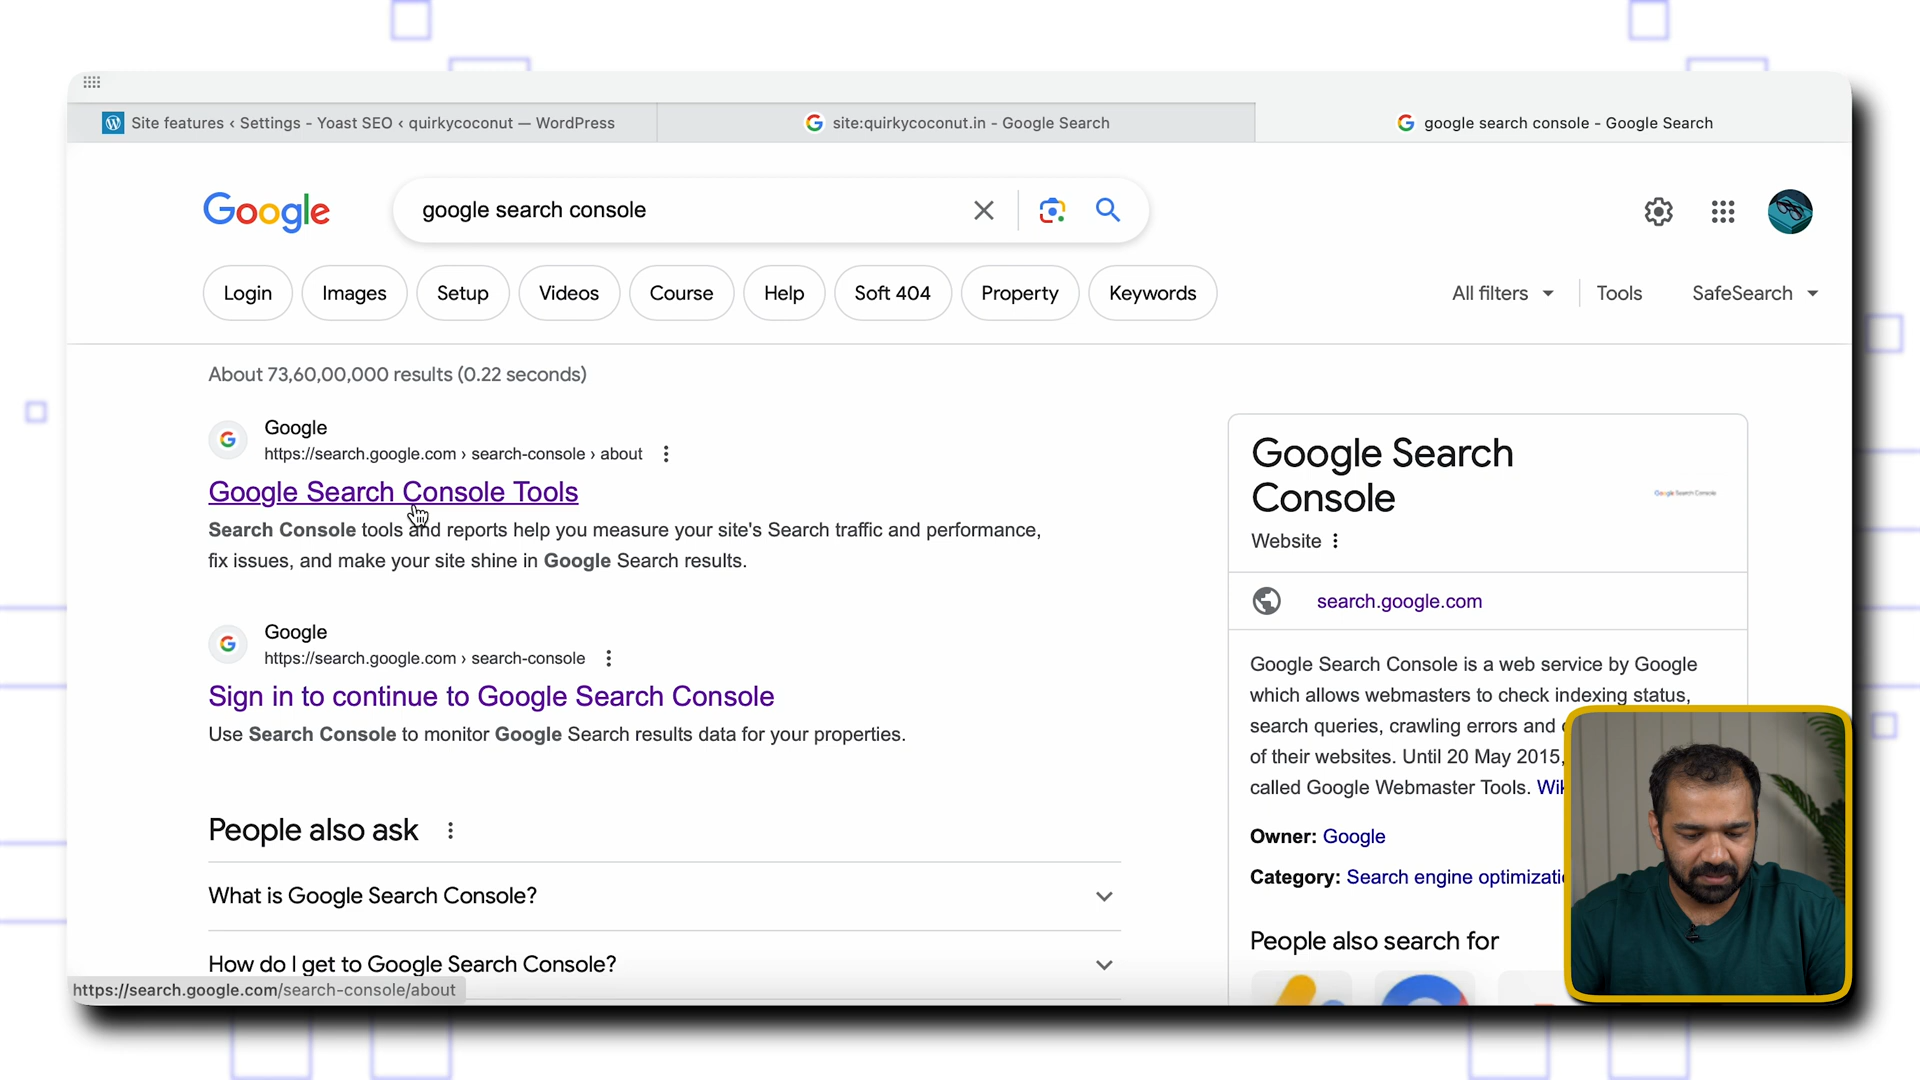 Site features ‹ Settings - Yoast SEO ‹ quirkycoconut — WordPress
site:quirkycoconut.in - Google Search
google search console - Google Search
Google
google search console
Login
Images
Setup
Videos
Course
Help
Soft 404
Property
Keywords
All filters
Tools
SafeSearch
About 73,60,00,000 results (0.22 seconds)
Google
https://search.google.com › search-console › about
Google Search Console Tools
Search Console tools and reports help you measure your site's Search traffic and performance,
fix issues, and make your site shine in Google Search results.
Google
https://search.google.com › search-console
Sign in to continue to Google Search Console
Use Search Console to monitor Google Search results data for your properties.
People also ask
What is Google Search Console?
How do I get to Google Search Console?
https://search.google.com/search-console/about
Google Search
Console
Google Search Console
Website
search.google.com
Google Search Console is a web service by Google
which allows webmasters to check indexing status,
search queries, crawling errors and
of their websites. Until 20 May 2015,
called Google Webmaster Tools.
Owner: Google
Category: Search engine
People also search for